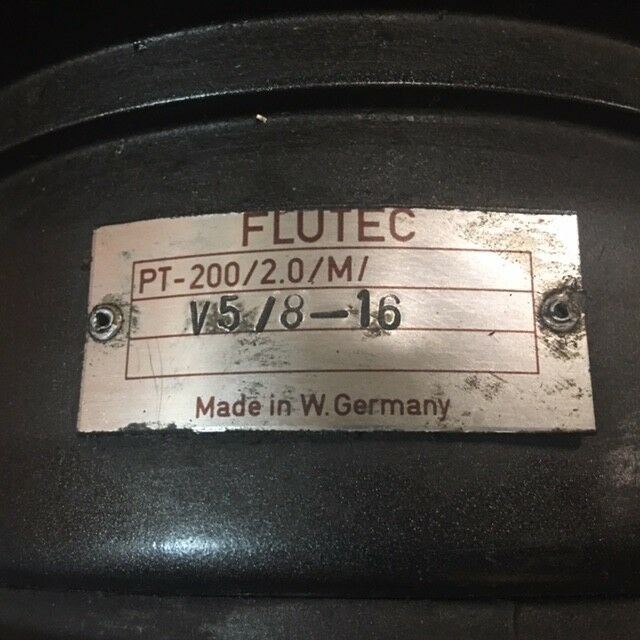 FLUTEC
PT-200/2.0/M/
V5/8-16
Made in W. Germany